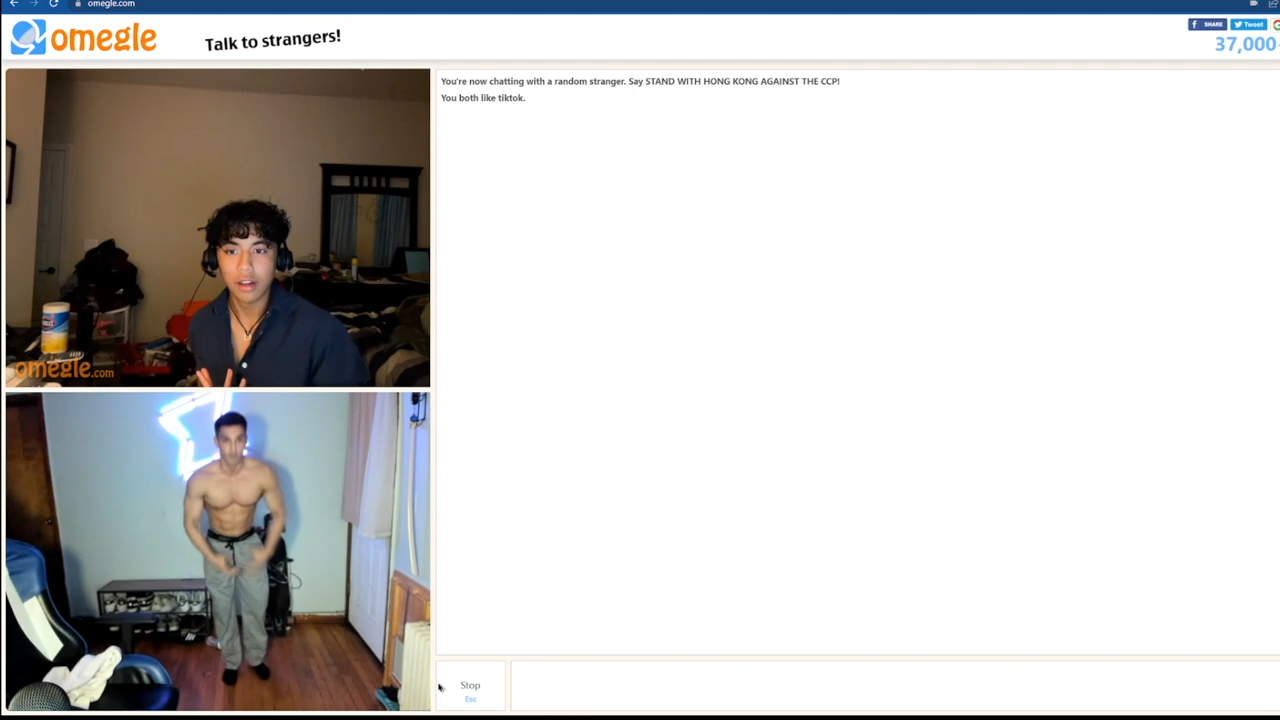 omegle.com
omegle
Talk to strangers!
SHARE
Tweet
37,000
You're now chatting with a random stranger. Say STAND WITH HONG KONG AGAINST THE CCP!
You both like tiktok.
omegle.com
Stop
Esc